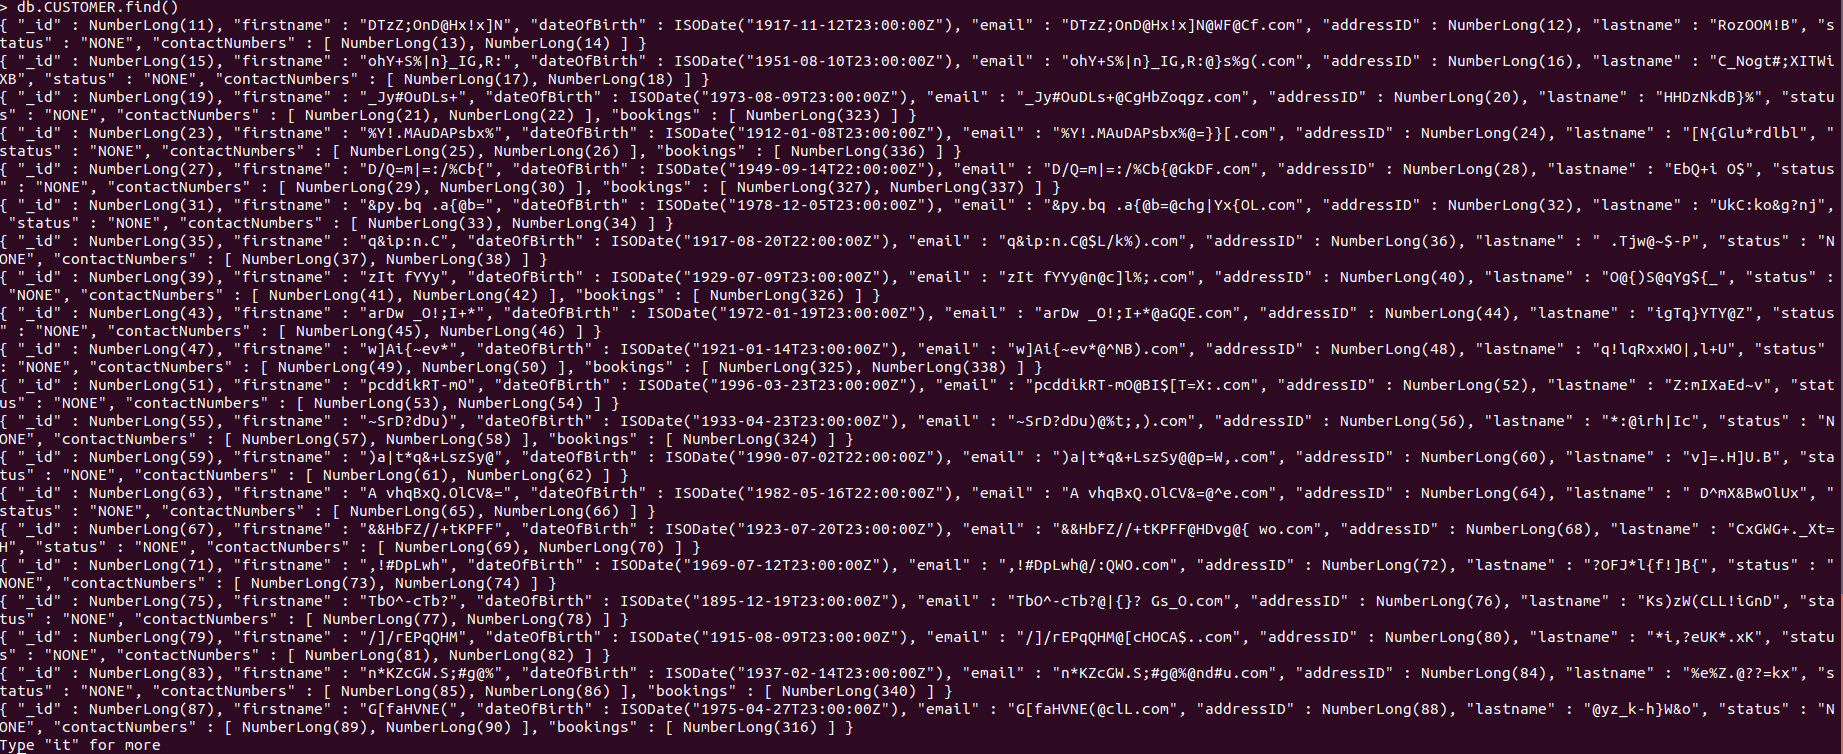 > db.CUSTOMER.find()
{ "_id" : NumberLong(11), "firstname" : "DTzZ;OnD@Hx!x]N", "dateOfBirth" : ISODate("1917-11-12T23:00:00Z"), "email" : "DTzZ;OnD@Hx!x]N@WF@Cf.com", "addressID" : NumberLong(12), "lastname" : "RozOOM!B", "s
tatus" : "NONE", "contactNumbers" : [ NumberLong(13), NumberLong(14) ] }
{ "_id" : NumberLong(15), "firstname" : "ohY+S%|n}_IG,R:", "dateOfBirth" : ISODate("1951-08-10T23:00:00Z"), "email" : "ohY+S%|n}_IG,R:@}s%g(.com", "addressID" : NumberLong(16), "lastname" : "C_Nogt#;XITWi
XB", "status" : "NONE", "contactNumbers" : [ NumberLong(17), NumberLong(18) ] }
{ "_id" : NumberLong(19), "firstname" : "_Jy#OuDLs+", "dateOfBirth" : ISODate("1973-08-09T23:00:00Z"), "email" : "_Jy#OuDLs+@CgHbZoqgz.com", "addressID" : NumberLong(20), "lastname" : "HHDzNkdB}%", "statu
s" : "NONE", "contactNumbers" : [ NumberLong(21), NumberLong(22) ], "bookings" : [ NumberLong(323) ] }
{ "_id" : NumberLong(23), "firstname" : "%Y!.MAuDAPsbx%", "dateOfBirth" : ISODate("1912-01-08T23:00:00Z"), "email" : "%Y!.MAuDAPsbx%@=}}[.com", "addressID" : NumberLong(24), "lastname" : "[N{Glu*rdlbl", "
status" : "NONE", "contactNumbers" : [ NumberLong(25), NumberLong(26) ], "bookings" : [ NumberLong(336) ] }
{ "_id" : NumberLong(27), "firstname" : "D/Q=m|=:/%Cb{", "dateOfBirth" : ISODate("1949-09-14T22:00:00Z"), "email" : "D/Q=m|=:/%Cb{@GkDF.com", "addressID" : NumberLong(28), "lastname" : "EbQ+i O$", "status
" : "NONE", "contactNumbers" : [ NumberLong(29), NumberLong(30) ], "bookings" : [ NumberLong(327), NumberLong(337) ] }
{ "_id" : NumberLong(31), "firstname" : "&py.bq .a{@b=", "dateOfBirth" : ISODate("1978-12-05T23:00:00Z"), "email" : "&py.bq .a{@b=@chg|Yx{OL.com", "addressID" : NumberLong(32), "lastname" : "UkC:ko&g?nj",
 "status" : "NONE", "contactNumbers" : [ NumberLong(33), NumberLong(34) ] }
{ "_id" : NumberLong(35), "firstname" : "q&ip:n.C", "dateOfBirth" : ISODate("1917-08-20T22:00:00Z"), "email" : "q&ip:n.C@$L/k%).com", "addressID" : NumberLong(36), "lastname" : " .Tjw@~$-P", "status" : "N
ONE", "contactNumbers" : [ NumberLong(37), NumberLong(38) ] }
{ "_id" : NumberLong(39), "firstname" : "zIt fYYy", "dateOfBirth" : ISODate("1929-07-09T23:00:00Z"), "email" : "zIt fYYy@n@c]l%;.com", "addressID" : NumberLong(40), "lastname" : "O@{)S@qYg${_", "status" :
 "NONE", "contactNumbers" : [ NumberLong(41), NumberLong(42) ], "bookings" : [ NumberLong(326) ] }
{ "_id" : NumberLong(43), "firstname" : "arDw _O!;I+*", "dateOfBirth" : ISODate("1972-01-19T23:00:00Z"), "email" : "arDw _O!;I+*@aGQE.com", "addressID" : NumberLong(44), "lastname" : "igTq}YTY@Z", "status
" : "NONE", "contactNumbers" : [ NumberLong(45), NumberLong(46) ] }
{ "_id" : NumberLong(47), "firstname" : "w]Ai{~ev*", "dateOfBirth" : ISODate("1921-01-14T23:00:00Z"), "email" : "w]Ai{~ev*@^NB).com", "addressID" : NumberLong(48), "lastname" : "q!lqRxxWO|,l+U", "status"
: "NONE", "contactNumbers" : [ NumberLong(49), NumberLong(50) ], "bookings" : [ NumberLong(325), NumberLong(338) ] }
{ "_id" : NumberLong(51), "firstname" : "pcddikRT-mO", "dateOfBirth" : ISODate("1996-03-23T23:00:00Z"), "email" : "pcddikRT-mO@BI$[T=X:.com", "addressID" : NumberLong(52), "lastname" : "Z:mIXaEd~v", "stat
us" : "NONE", "contactNumbers" : [ NumberLong(53), NumberLong(54) ] }
{ "_id" : NumberLong(55), "firstname" : "~SrD?dDu)", "dateOfBirth" : ISODate("1933-04-23T23:00:00Z"), "email" : "~SrD?dDu)@%t;,).com", "addressID" : NumberLong(56), "lastname" : "*:@irh|Ic", "status" : "N
ONE", "contactNumbers" : [ NumberLong(57), NumberLong(58) ], "bookings" : [ NumberLong(324) ] }
{ "_id" : NumberLong(59), "firstname" : ")a|t*q&+LszSy@", "dateOfBirth" : ISODate("1990-07-02T22:00:00Z"), "email" : ")a|t*q&+LszSy@@p=W,.com", "addressID" : NumberLong(60), "lastname" : "v]=.H]U.B", "sta
tus" : "NONE", "contactNumbers" : [ NumberLong(61), NumberLong(62) ] }
{ "_id" : NumberLong(63), "firstname" : "A vhqBxQ.OlCV&=", "dateOfBirth" : ISODate("1982-05-16T22:00:00Z"), "email" : "A vhqBxQ.OlCV&=@^e.com", "addressID" : NumberLong(64), "lastname" : " D^mX&BwOlUx", "
status" : "NONE", "contactNumbers" : [ NumberLong(65), NumberLong(66) ] }
{ "_id" : NumberLong(67), "firstname" : "&&HbFZ//+tKPFF", "dateOfBirth" : ISODate("1923-07-20T23:00:00Z"), "email" : "&&HbFZ//+tKPFF@HDvg@{ wo.com", "addressID" : NumberLong(68), "lastname" : "CxGWG+._Xt=
H", "status" : "NONE", "contactNumbers" : [ NumberLong(69), NumberLong(70) ] }
{ "_id" : NumberLong(71), "firstname" : ",!#DpLwh", "dateOfBirth" : ISODate("1969-07-12T23:00:00Z"), "email" : ",!#DpLwh@/:QWO.com", "addressID" : NumberLong(72), "lastname" : "?OFJ*l{f!]B{", "status" : "
NONE", "contactNumbers" : [ NumberLong(73), NumberLong(74) ] }
{ "_id" : NumberLong(75), "firstname" : "TbO^-cTb?", "dateOfBirth" : ISODate("1895-12-19T23:00:00Z"), "email" : "TbO^-cTb?@|{}? Gs_O.com", "addressID" : NumberLong(76), "lastname" : "Ks)zW(CLL!iGnD", "sta
tus" : "NONE", "contactNumbers" : [ NumberLong(77), NumberLong(78) ] }
{ "_id" : NumberLong(79), "firstname" : "/]/rEPqQHM", "dateOfBirth" : ISODate("1915-08-09T23:00:00Z"), "email" : "/]/rEPqQHM@[cHOCA$..com", "addressID" : NumberLong(80), "lastname" : "*i,?eUK*.xK", "statu
s" : "NONE", "contactNumbers" : [ NumberLong(81), NumberLong(82) ] }
{ "_id" : NumberLong(83), "firstname" : "n*KZcGW.S;#g@%", "dateOfBirth" : ISODate("1937-02-14T23:00:00Z"), "email" : "n*KZcGW.S;#g@%@nd#u.com", "addressID" : NumberLong(84), "lastname" : "%e%Z.@??=kx", "s
tatus" : "NONE", "contactNumbers" : [ NumberLong(85), NumberLong(86) ], "bookings" : [ NumberLong(340) ] }
{ "_id" : NumberLong(87), "firstname" : "G[faHVNE(", "dateOfBirth" : ISODate("1975-04-27T23:00:00Z"), "email" : "G[faHVNE(@clL.com", "addressID" : NumberLong(88), "lastname" : "@yz_k-h}W&o", "status" : "N
ONE", "contactNumbers" : [ NumberLong(89), NumberLong(90) ], "bookings" : [ NumberLong(316) ] }
Type "it" for more